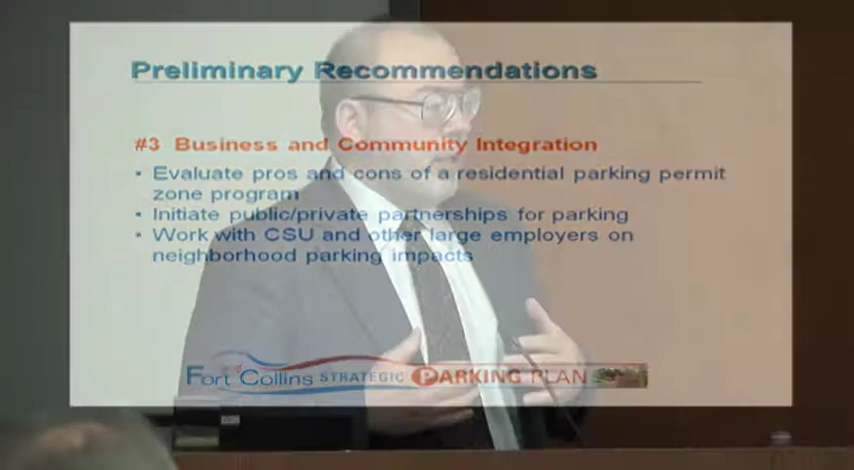 Preliminary Recommendations
#3 Business and Community Integration
• Evaluate pros and cons of a residential parking permit
zone program
• Initiate public/private partnerships for parking
• Work with CSU and other large employers on
neighborhood parking impacts
Fort Collins STRATEGIC PARKING PLAN